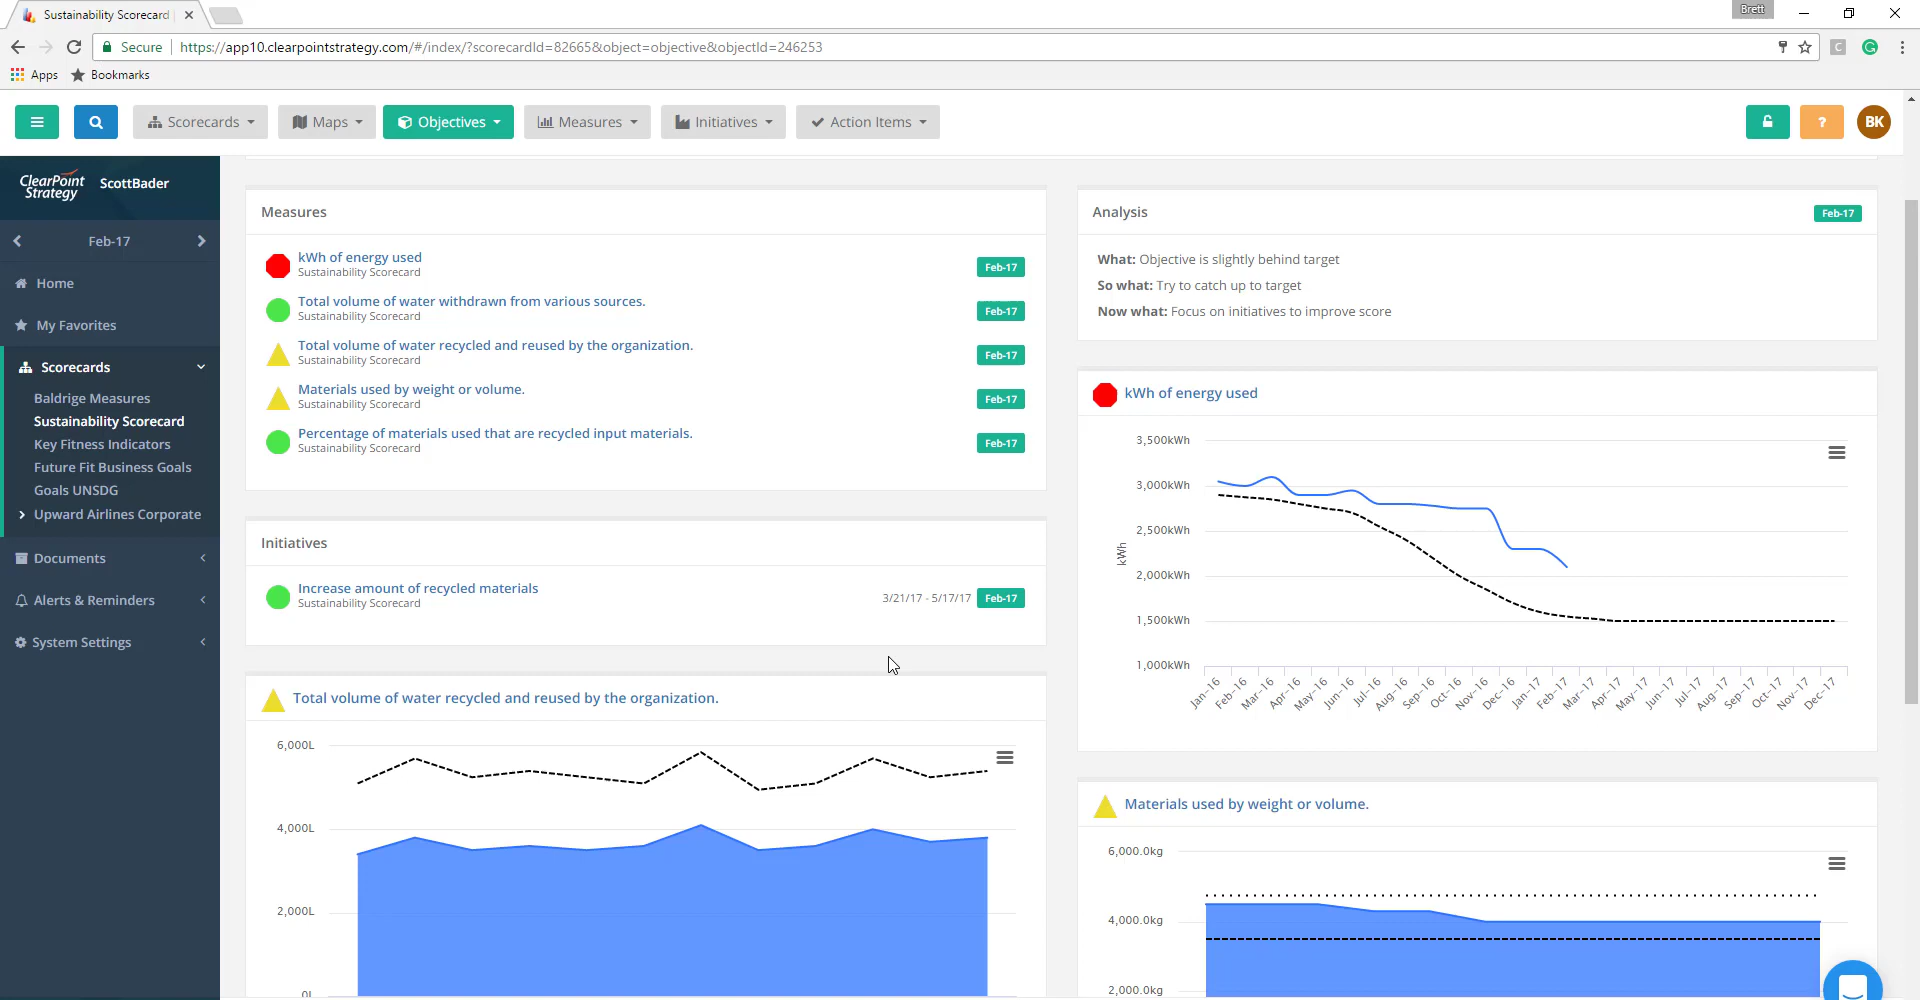 Sustainability Scorecard
Brett
Secure
https://app10.clearpointstrategy.com/#/index/?scorecardId=82665&object=objective&objectId=246253
C
G
Apps
Bookmarks
Scorecards
Maps
Objectives
Measures
Initiatives
Action Items
?
BK
ClearPoint
Strategy
ScottBader
Feb-17
Home
My Favorites
Scorecards
Baldrige Measures
Sustainability Scorecard
Key Fitness Indicators
Future Fit Business Goals
Goals UNSDG
Upward Airlines Corporate
Documents
Alerts & Reminders
System Settings
Measures
kWh of energy used
Sustainability Scorecard
Feb-17
Total volume of water withdrawn from various sources.
Sustainability Scorecard
Feb-17
Total volume of water recycled and reused by the organization.
Sustainability Scorecard
Feb-17
Materials used by weight or volume.
Sustainability Scorecard
Feb-17
Percentage of materials used that are recycled input materials.
Sustainability Scorecard
Feb-17
Initiatives
Increase amount of recycled materials
Sustainability Scorecard
3/21/17 - 5/17/17
Feb-17
Total volume of water recycled and reused by the organization.
6,000L
4,000L
2,000L
0L
Analysis
Feb-17
What: Objective is slightly behind target
So what: Try to catch up to target
Now what: Focus on initiatives to improve score
kWh of energy used
3,500kWh
3,000kWh
2,500kWh
2,000kWh
1,500kWh
1,000kWh
kWh
Jan-16
Feb-16
Mar-16
Apr-16
May-16
Jun-16
Jul-16
Aug-16
Sep-16
Oct-16
Nov-16
Dec-16
Jan-17
Feb-17
Mar-17
Apr-17
May-17
Jun-17
Jul-17
Aug-17
Sep-17
Oct-17
Nov-17
Dec-17
Materials used by weight or volume.
6,000.0kg
4,000.0kg
2,000.0kg